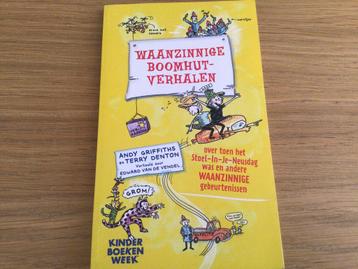 WAANZINNIGE
BOOMHUT-
VERHALEN
ANDY GRIFFITHS
EN TERRY DENTON
Vertaald door
EDWARD VAN DE VENDEL
over toen het
Stoel-In-Je-Neusdag
was en andere
WAANZINNIGE
gebeurtenissen
GROM!
KINDER
BOEKEN
WEEK